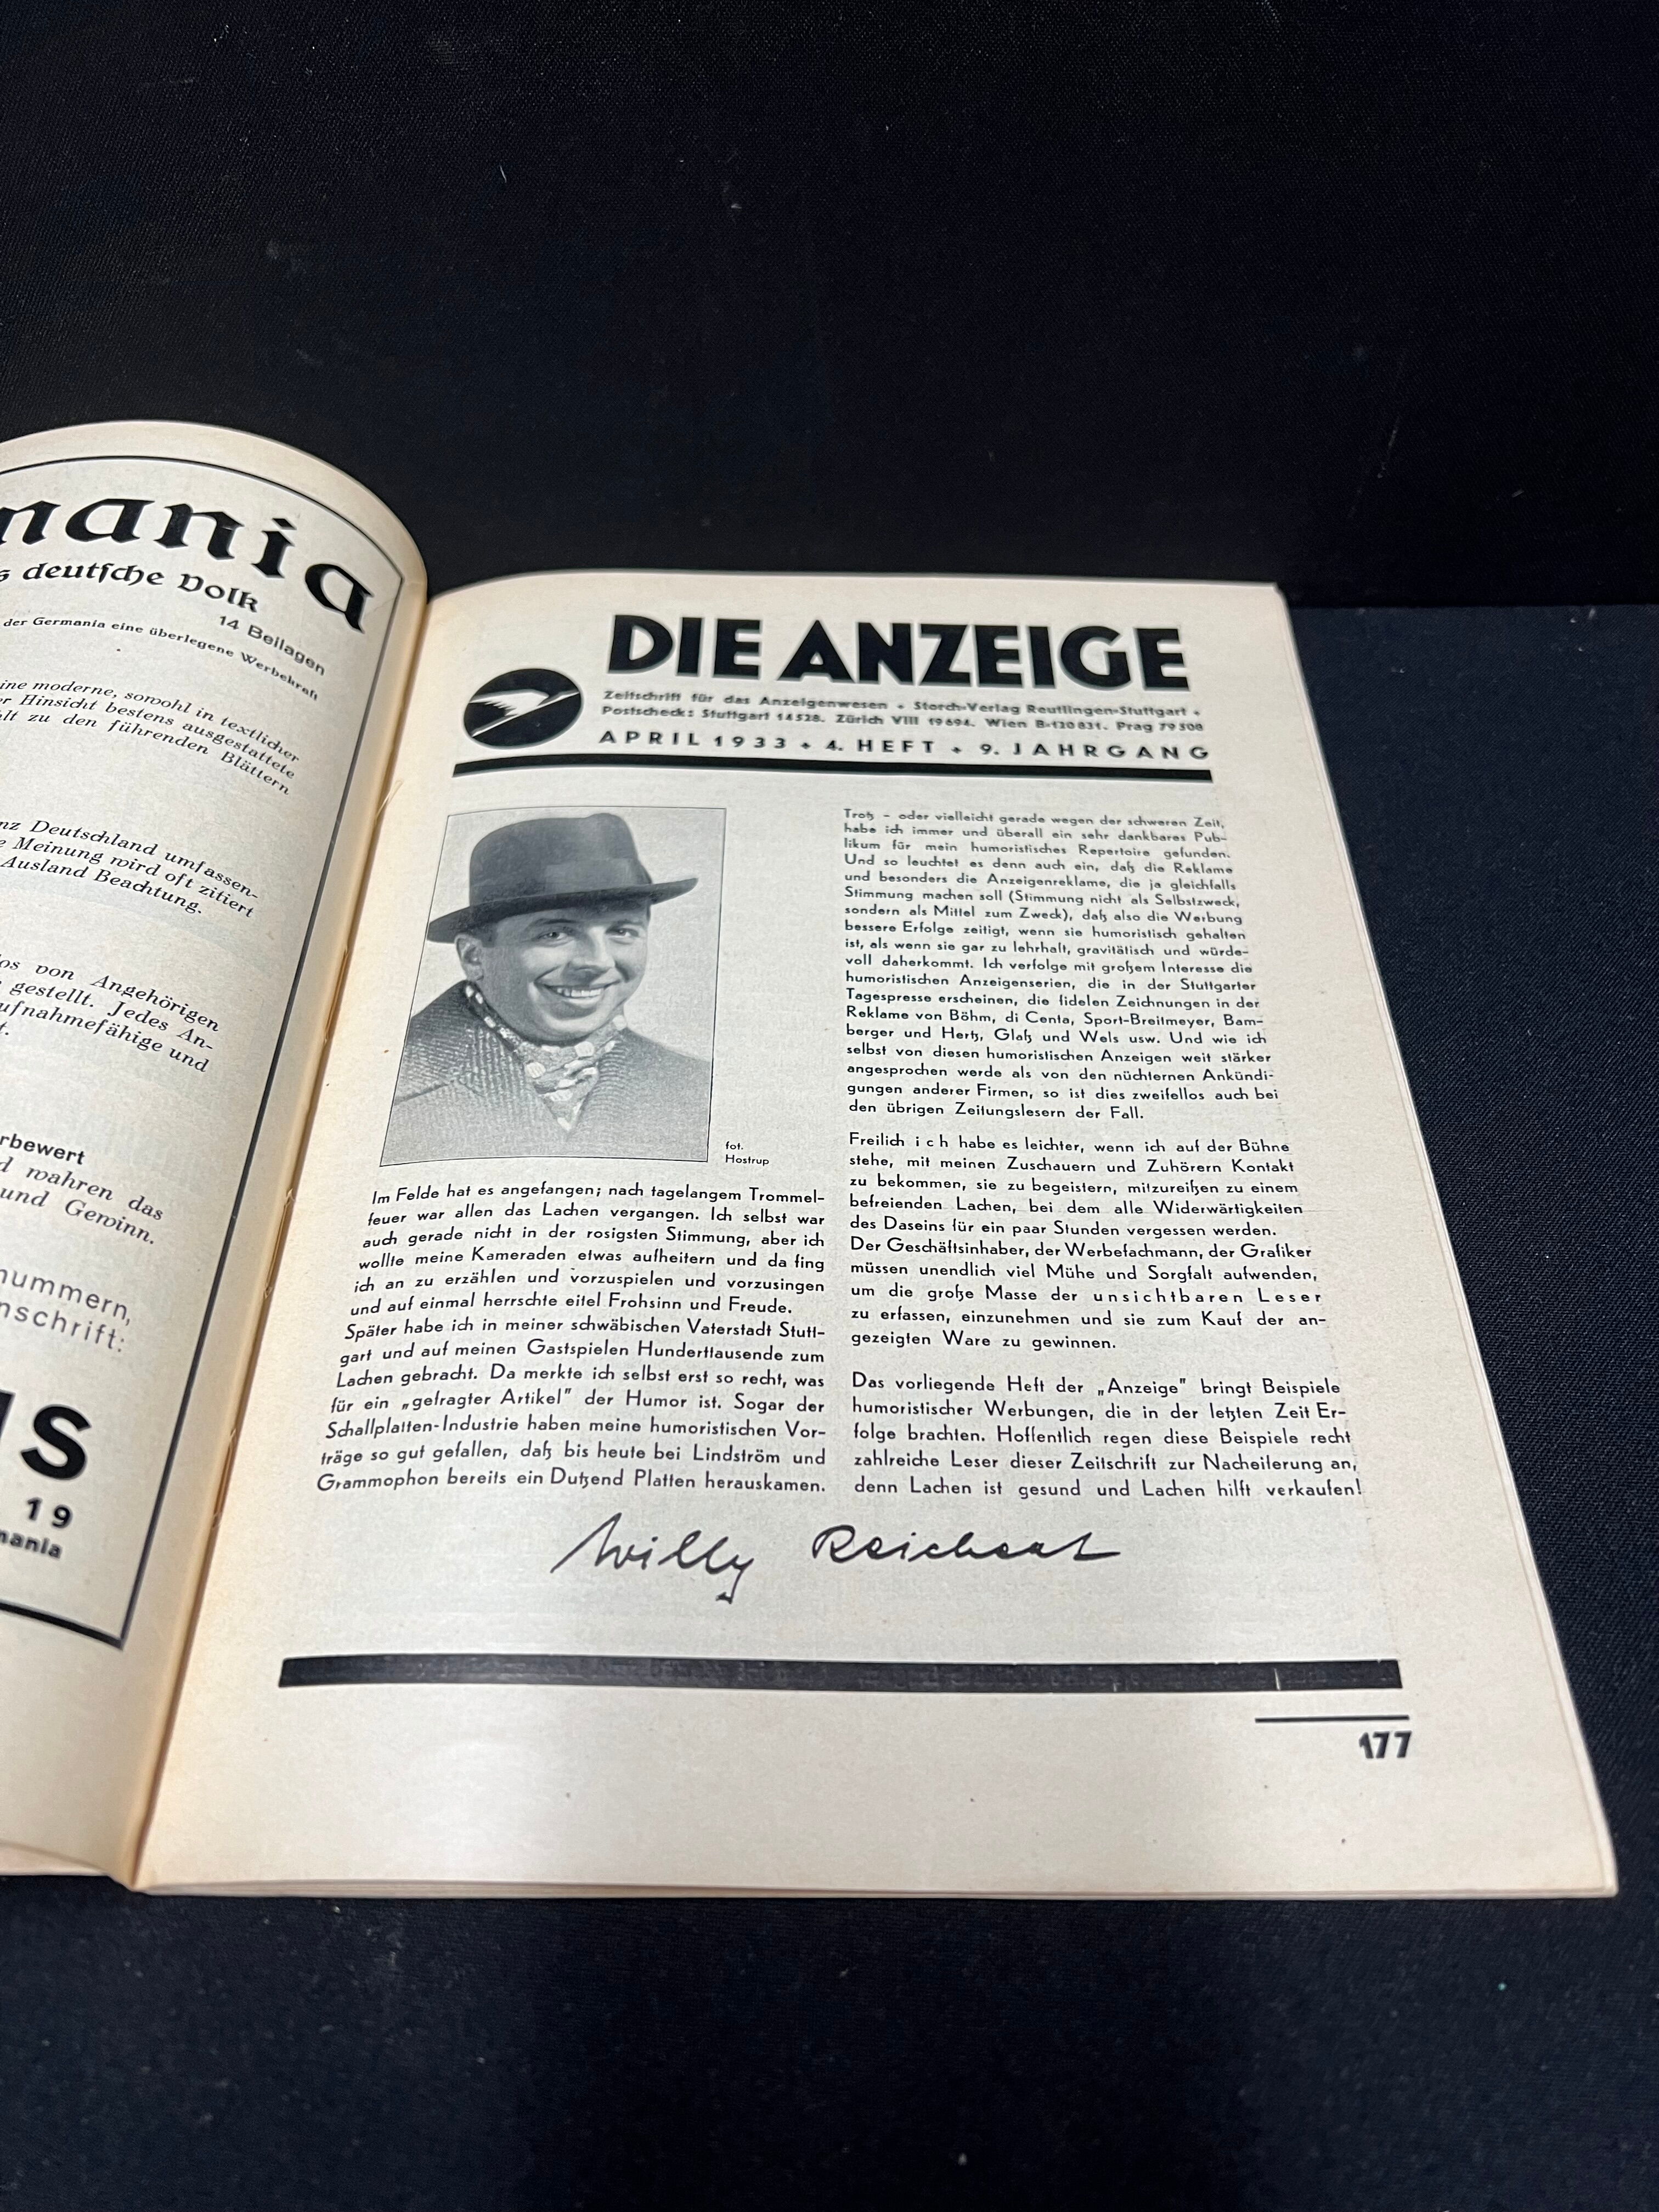 mania
deutsche Volk
14 Beilagen
der Germania eine überlegene Werbekraft
ine moderne, sowohl in textlicher
er Hinsicht bestens ausgestattete
lt zu den führenden Blättern
nz Deutschland umfassen-
e Meinung wird oft zitiert
Ausland Beachtung.
los von Angehörigen
gestellt. Jedes An-
ufnahmefähige und
t.
rbewert
d wahren das
und Gewinn.
nummern,
nschrift:
IS
19
mania
DIE ANZEIGE
Zeitschrift für das Anzeigenwesen + Storch-Verlag Reutlingen-Stuttgart +
Postscheck: Stuttgart 14528. Zürich VIII 19694. Wien B-120831. Prag 79508
APRIL 1933 + 4. HEFT + 9. JAHRGANG
fot.
Hostrup
Im Felde hat es angefangen; nach tagelangem Trommel-
feuer war allen das Lachen vergangen. Ich selbst war
auch gerade nicht in der rosigsten Stimmung, aber ich
wollte meine Kameraden etwas aufheitern und da fing
ich an zu erzählen und vorzuspielen und vorzusingen
und auf einmal herrschte eitel Frohsinn und Freude.
Später habe ich in meiner schwäbischen Vaterstadt Stutt-
gart und auf meinen Gastspielen Hunderttausende zum
Lachen gebracht. Da merkte ich selbst erst so recht, was
für ein „gefragter Artikel" der Humor ist. Sogar der
Schallplatten-Industrie haben meine humoristischen Vor-
träge so gut gefallen, daß bis heute bei Lindström und
Grammophon bereits ein Dutzend Platten herauskamen.
Trotz – oder vielleicht gerade wegen der schweren Zeit,
habe ich immer und überall ein sehr dankbares Pub-
likum für mein humoristisches Repertoire gefunden.
Und so leuchtet es denn auch ein, daß die Reklame
und besonders die Anzeigenreklame, die ja gleichfalls
Stimmung machen soll (Stimmung nicht als Selbstzweck,
sondern als Mittel zum Zweck), daß also die Werbung
bessere Erfolge zeitigt, wenn sie humoristisch gehalten
ist, als wenn sie gar zu lehrhaft, gravitätisch und würde-
voll daherkommt. Ich verfolge mit großem Interesse die
humoristischen Anzeigenserien, die in der Stuttgarter
Tagespresse erscheinen, die fidelen Zeichnungen in der
Reklame von Böhm, di Centa, Sport-Breitmeyer, Bam-
berger und Hertz, Glaß und Wels usw. Und wie ich
selbst von diesen humoristischen Anzeigen weit stärker
angesprochen werde als von den nüchternen Ankündi-
gungen anderer Firmen, so ist dies zweifellos auch bei
den übrigen Zeitungslesern der Fall.
Freilich ich habe es leichter, wenn ich auf der Bühne
stehe, mit meinen Zuschauern und Zuhörern Kontakt
zu bekommen, sie zu begeistern, mitzureißen zu einem
befreienden Lachen, bei dem alle Widerwärtigkeiten
des Daseins für ein paar Stunden vergessen werden.
Der Geschäftsinhaber, der Werbefachmann, der Grafiker
müssen unendlich viel Mühe und Sorgfalt aufwenden,
um die große Masse der unsichtbaren Leser
zu erfassen, einzunehmen und sie zum Kauf der an-
gezeigten Ware zu gewinnen.
Das vorliegende Heft der „Anzeige" bringt Beispiele
humoristischer Werbungen, die in der letzten Zeit Er-
folge brachten. Hoffentlich regen diese Beispiele recht
zahlreiche Leser dieser Zeitschrift zur Nacheiferung an,
denn Lachen ist gesund und Lachen hilft verkaufen!
Willy Reichert
177